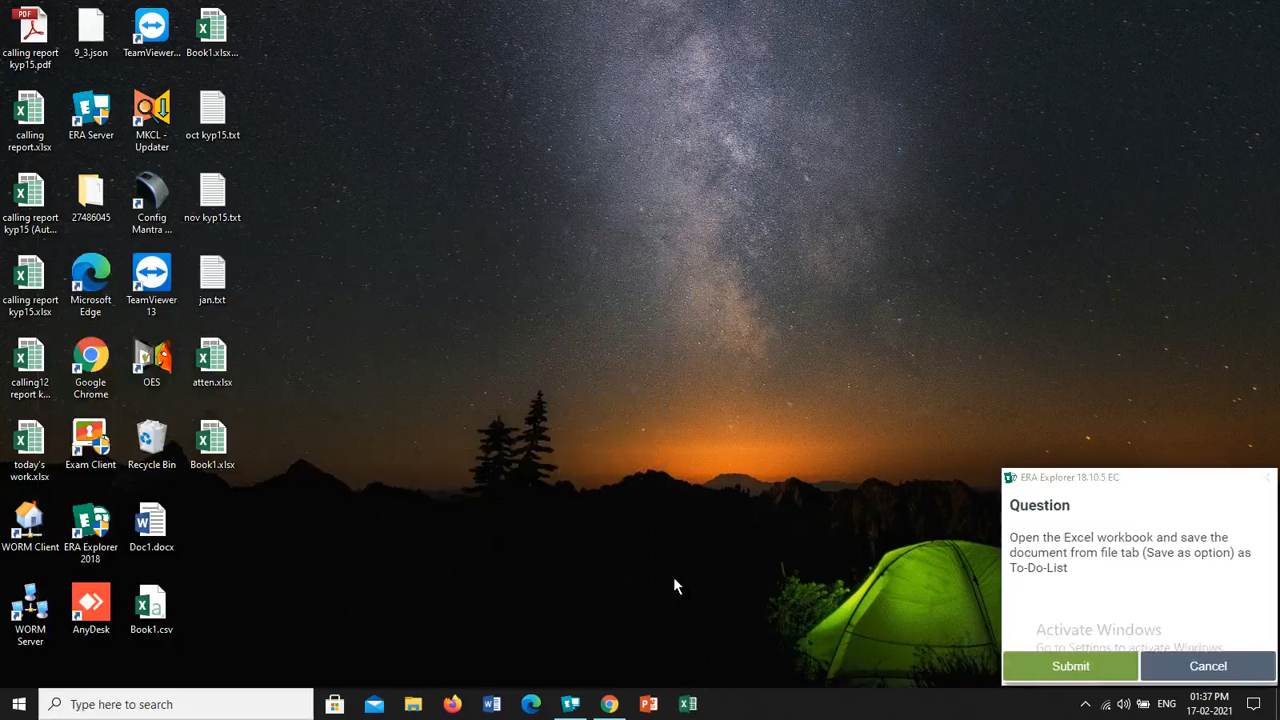 calling report
kyp15.pdf
9_3.json
TeamViewer...
Book1.xlsx...
calling
report.xlsx
ERA Server
MKCL -
Updater
oct kyp15.txt
calling report
kyp15 (Aut...
27486045
Config
Mantra ...
nov kyp15.txt
calling report
kyp15.xlsx
Microsoft
Edge
TeamViewer
13
jan.txt
calling12
report k...
Google
Chrome
OES
atten.xlsx
today's
work.xlsx
Exam Client
Recycle Bin
Book1.xlsx
WORM Client
ERA Explorer
2018
Doc1.docx
WORM
Server
AnyDesk
Book1.csv
ERA Explorer 18.10.5 EC
Question
Open the Excel workbook and save the
document from file tab (Save as option) as
To-Do-List
Activate Windows
Go to Settings to activate Windows.
Submit
Cancel
Type here to search
ENG
01:37 PM
17-02-2021